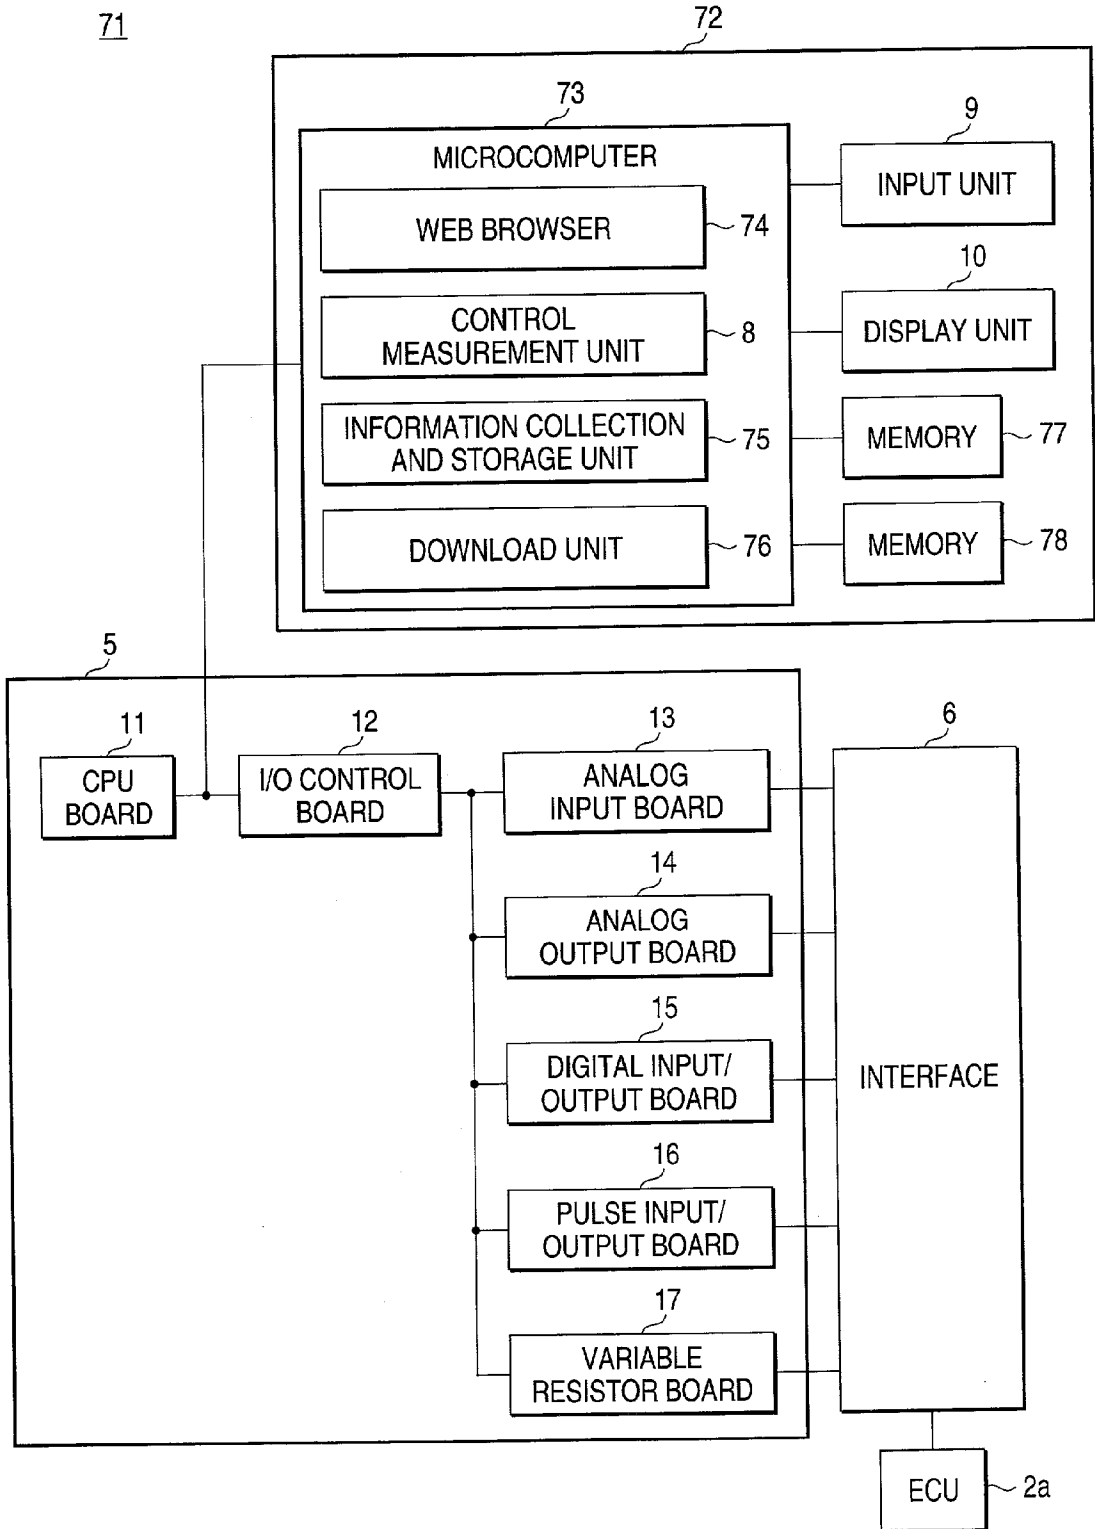 71
72
73
MICROCOMPUTER
WEB BROWSER
74
CONTROL
MEASUREMENT UNIT
8
INFORMATION COLLECTION
AND STORAGE UNIT
75
DOWNLOAD UNIT
76
9
INPUT UNIT
10
DISPLAY UNIT
MEMORY
77
MEMORY
78
5
11
CPU
BOARD
12
I/O CONTROL
BOARD
13
ANALOG
INPUT BOARD
14
ANALOG
OUTPUT BOARD
15
DIGITAL INPUT/
OUTPUT BOARD
16
PULSE INPUT/
OUTPUT BOARD
17
VARIABLE
RESISTOR BOARD
6
INTERFACE
ECU
2a